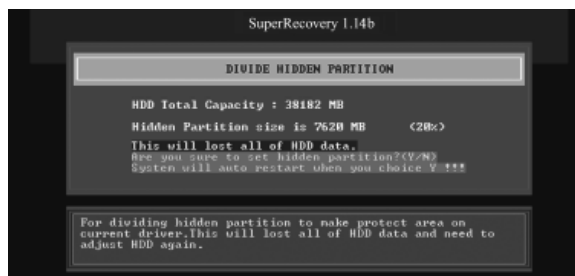 SuperRecovery 1.14b
DIVIDE HIDDEN PARTITION
HDD Total Capacity : 38182 MB
Hidden Partition size is 7620 MB (20%)
This will lost all of HDD data.
Are you sure to set hidden partition?(Y/N)
System will auto restart when you choice Y !!!
For dividing hidden partition to make protect area on
current driver.This will lost all of HDD data and need to
adjust HDD again.